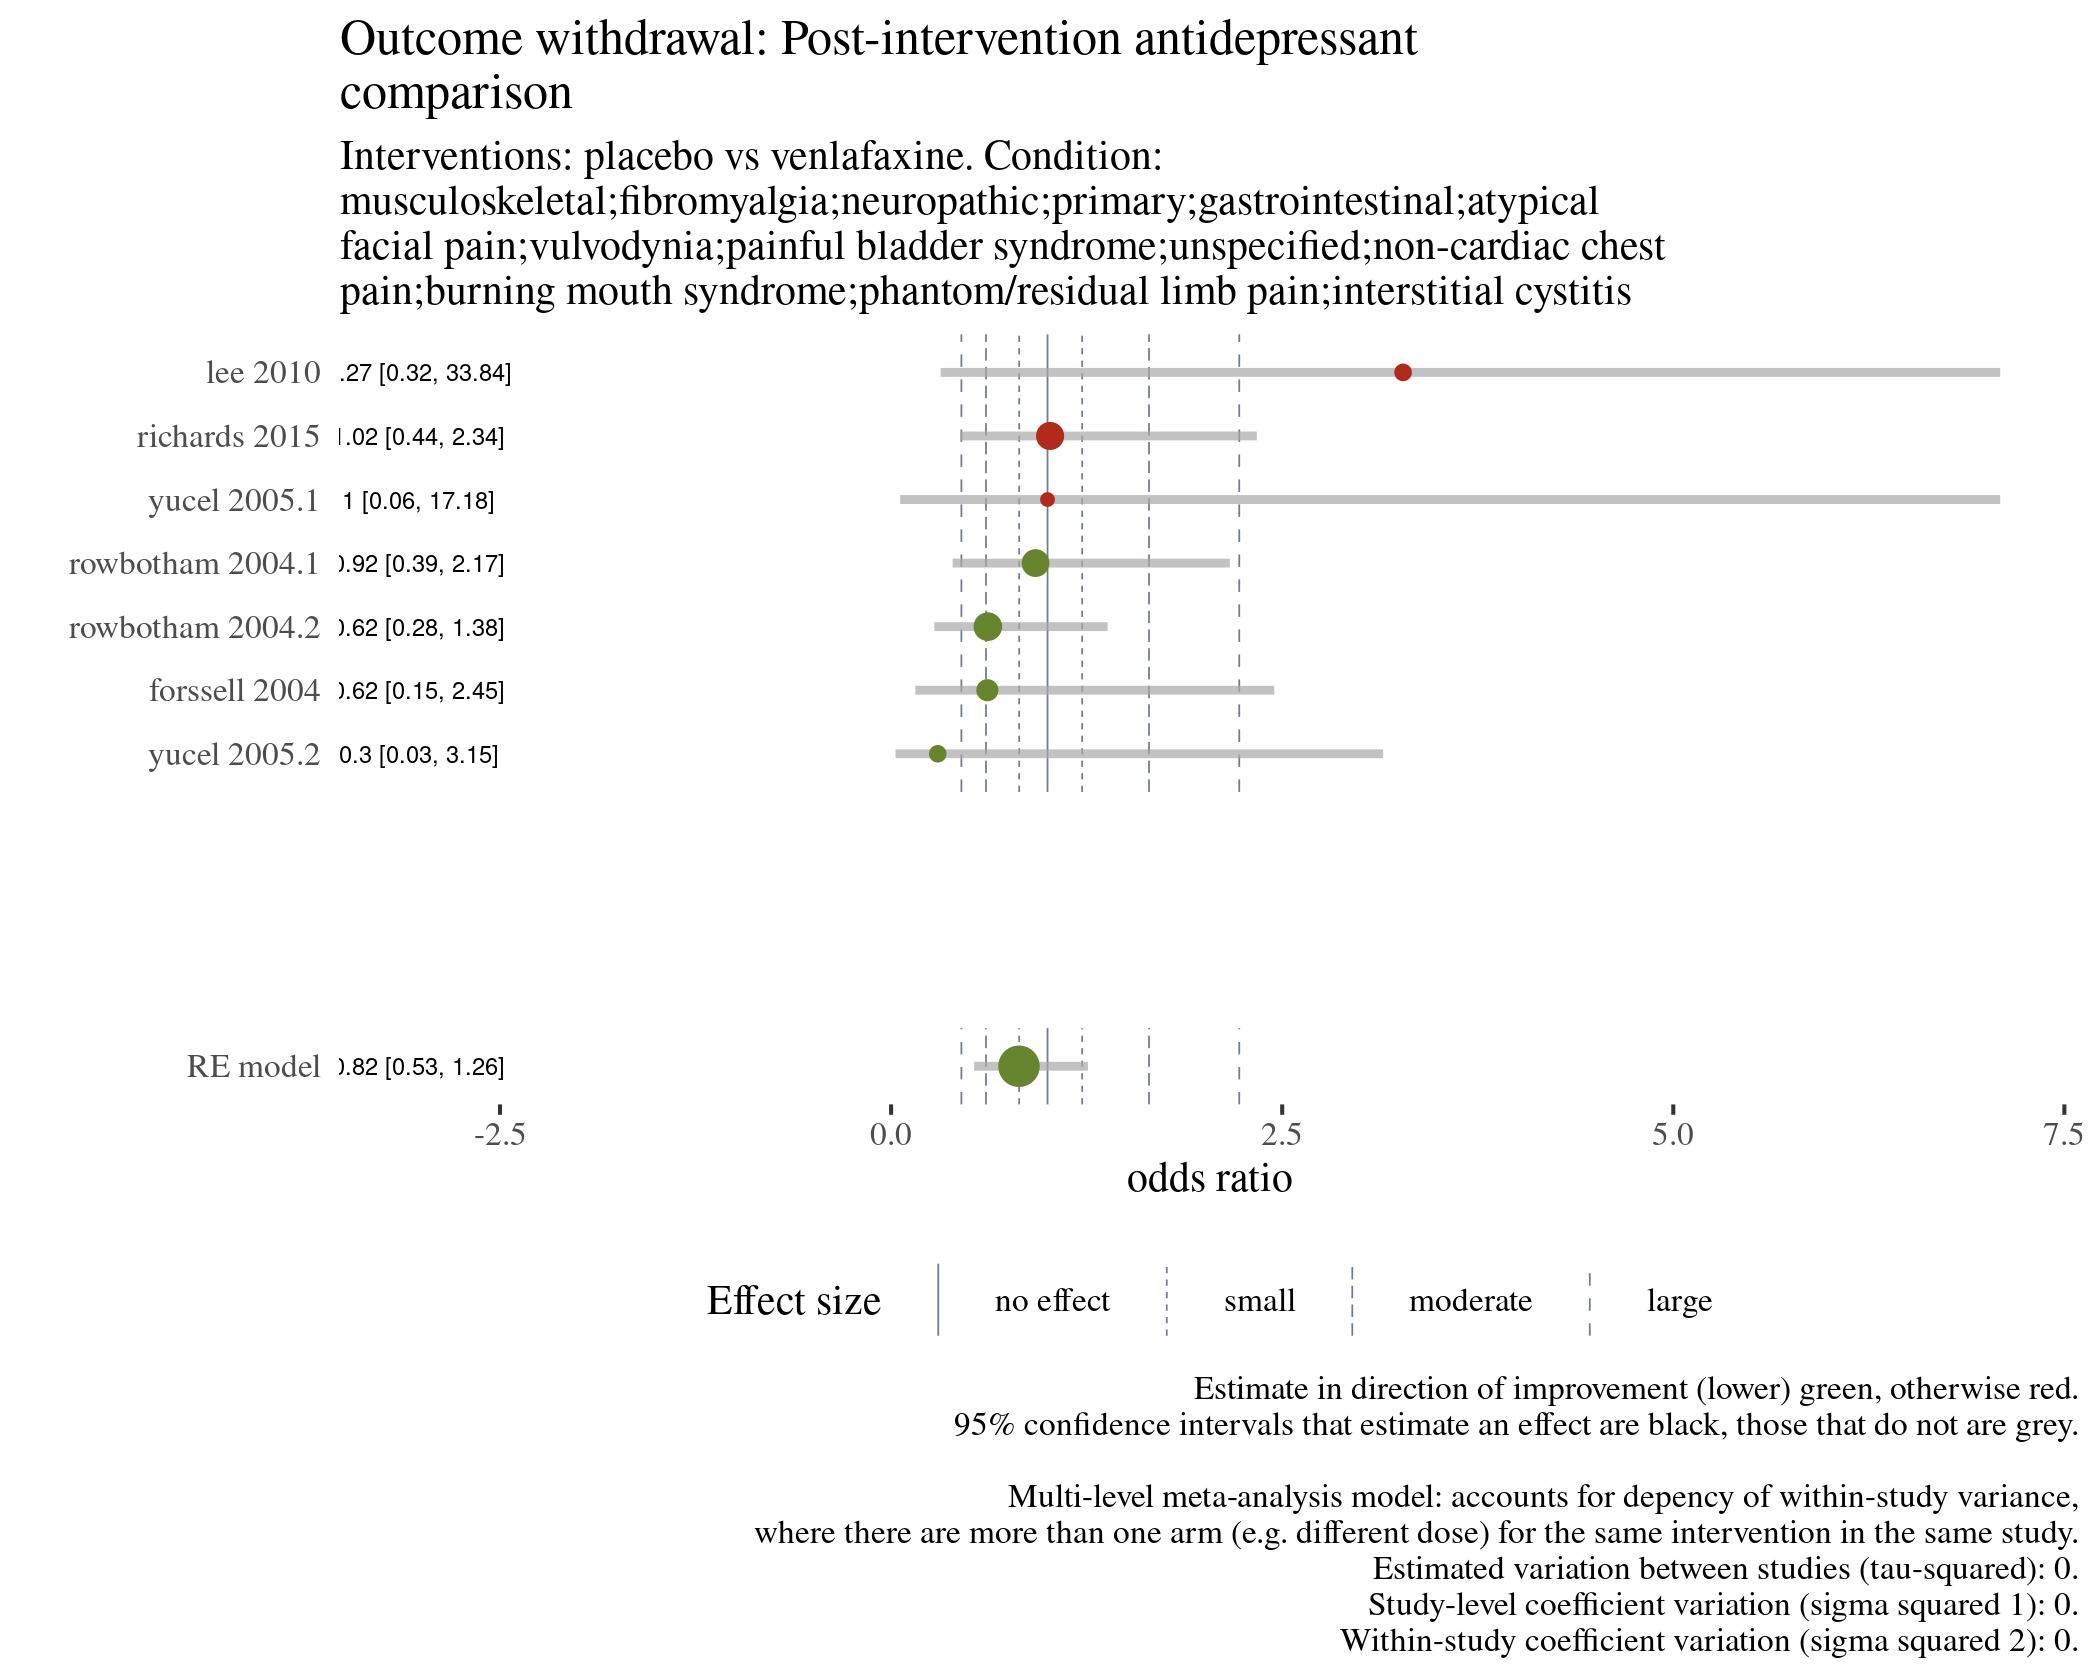 Outcome withdrawal: Post-intervention antidepressant
comparison
Interventions: placebo vs venlafaxine. Condition:
musculoskeletal;fibromyalgia;neuropathic;primary;gastrointestinal;atypical
facial pain;vulvodynia;painful bladder syndrome;unspecified;non-cardiac chest
pain;burning mouth syndrome;phantom/residual limb pain;interstitial cystitis
lee 2010 .27 [0.32, 33.84]
richards 2015 1.02 [0.44, 2.34]
yucel 2005.1 1 [0.06, 17.18]
rowbotham 2004.1 0.92 [0.39, 2.17]
rowbotham 2004.2 0.62 [0.28, 1.38]
forssell 2004 0.62 [0.15, 2.45]
yucel 2005.2 0.3 [0.03, 3.15]
RE model 0.82 [0.53, 1.26]
-2.5 0.0 2.5 5.0 7.5
odds ratio
Effect size no effect small moderate large
Estimate in direction of improvement (lower) green, otherwise red.
95% confidence intervals that estimate an effect are black, those that do not are grey.
Multi-level meta-analysis model: accounts for depency of within-study variance,
where there are more than one arm (e.g. different dose) for the same intervention in the same study.
Estimated variation between studies (tau-squared): 0.
Study-level coefficient variation (sigma squared 1): 0.
Within-study coefficient variation (sigma squared 2): 0.